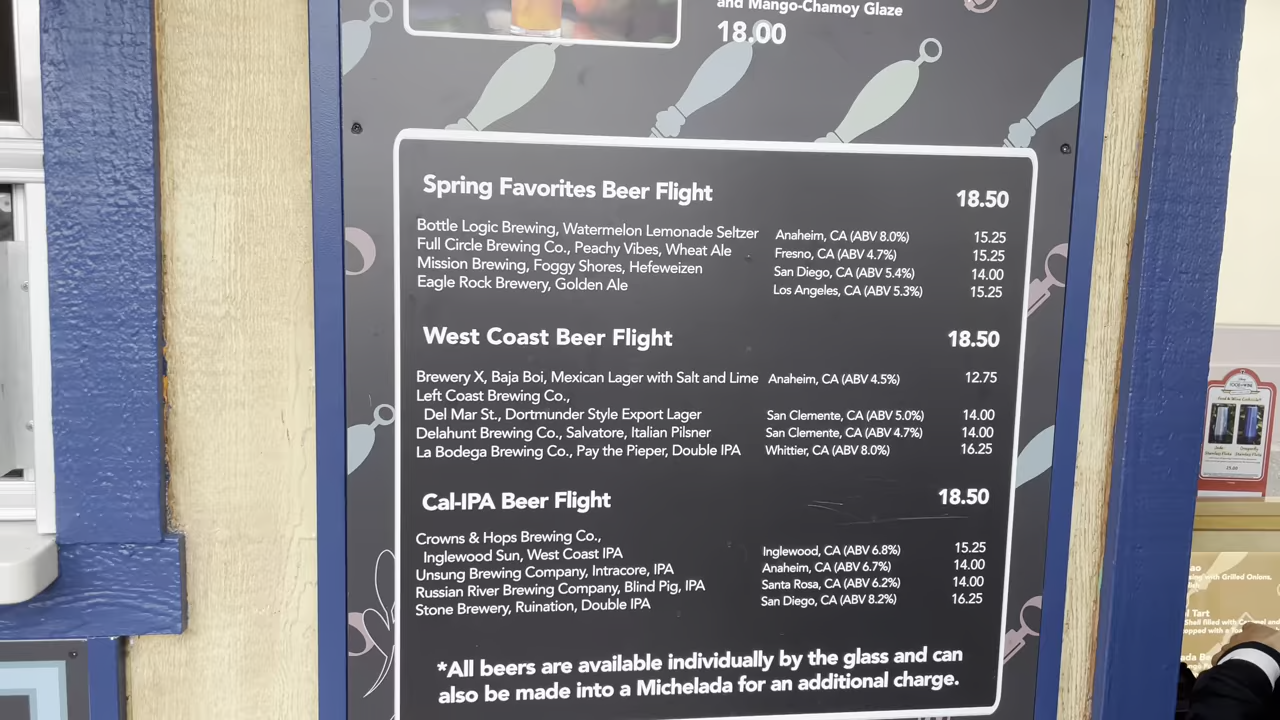 and Mango-Chamoy Glaze
18.00
Spring Favorites Beer Flight 18.50
Bottle Logic Brewing, Watermelon Lemonade Seltzer Anaheim, CA (ABV 8.0%) 15.25
Full Circle Brewing Co., Peachy Vibes, Wheat Ale Fresno, CA (ABV 4.7%) 15.25
Mission Brewing, Foggy Shores, Hefeweizen San Diego, CA (ABV 5.4%) 14.00
Eagle Rock Brewery, Golden Ale Los Angeles, CA (ABV 5.3%) 15.25
West Coast Beer Flight 18.50
Brewery X, Baja Boi, Mexican Lager with Salt and Lime Anaheim, CA (ABV 4.5%) 12.75
Left Coast Brewing Co.,
Del Mar St., Dortmunder Style Export Lager San Clemente, CA (ABV 5.0%) 14.00
Delahunt Brewing Co., Salvatore, Italian Pilsner San Clemente, CA (ABV 4.7%) 14.00
La Bodega Brewing Co., Pay the Pieper, Double IPA Whittier, CA (ABV 8.0%) 16.25
Cal-IPA Beer Flight 18.50
Crowns & Hops Brewing Co.,
Inglewood Sun, West Coast IPA Inglewood, CA (ABV 6.8%) 15.25
Unsung Brewing Company, Intracore, IPA Anaheim, CA (ABV 6.7%) 14.00
Russian River Brewing Company, Blind Pig, IPA Santa Rosa, CA (ABV 6.2%) 14.00
Stone Brewery, Ruination, Double IPA San Diego, CA (ABV 8.2%) 16.25
*All beers are available individually by the glass and can
also be made into a Michelada for an additional charge.
FOOD & WINE
with Grilled Onions,
Tart
Shell filled with